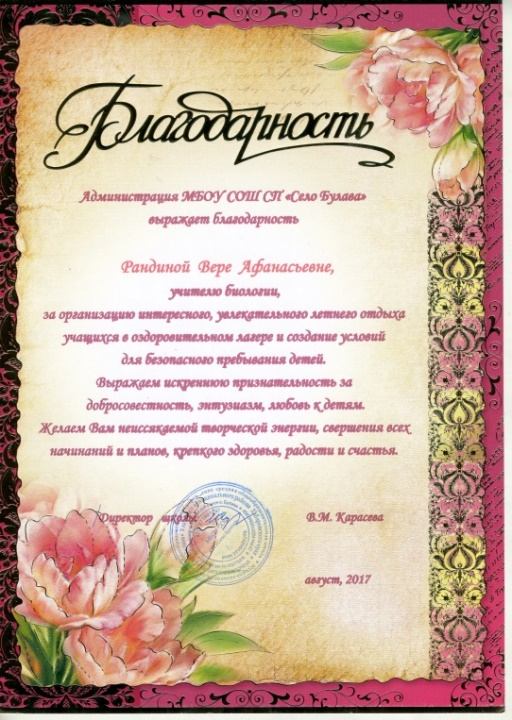 Благодарность
Администрация МБОУ СОШ СП «Село Булава»
выражает благодарность
Рандиной Вере Афанасьевне,
учителю биологии,
за организацию интересного, увлекательного летнего отдыха
учащихся в оздоровительном лагере и создание условий
для безопасного пребывания детей.
Выражаем искреннюю признательность за
добросовестность, энтузиазм, любовь к детям.
Желаем Вам неиссякаемой творческой энергии, свершения всех
начинаний и планов, крепкого здоровья, радости и счастья.
Директор школы В.М. Карасева
август, 2017